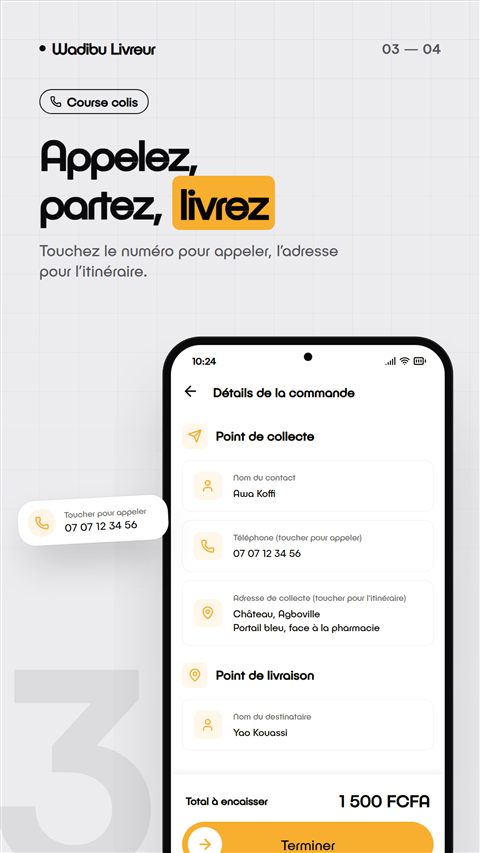 Wadibu Livreur
03 — 04
Course colis
Appelez,
partez, livrez
Touchez le numéro pour appeler, l'adresse
pour l'itinéraire.
10:24
Détails de la commande
Point de collecte
Nom du contact
Awa Koffi
Toucher pour appeler
07 07 12 34 56
Téléphone (toucher pour appeler)
07 07 12 34 56
Adresse de collecte (toucher pour l'itinéraire)
Château, Agboville
Portail bleu, face à la pharmacie
Point de livraison
Nom du destinataire
Yao Kouassi
3
Total à encaisser
1 500 FCFA
Terminer